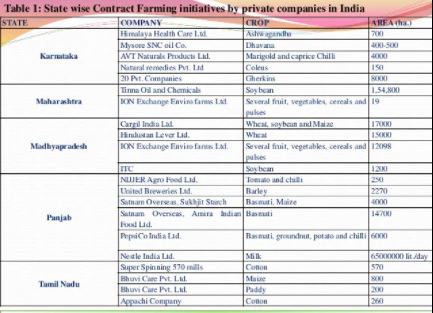 Table 1: State wise Contract Farming initiatives by private companies in India
STATE COMPANY CROP AREA (ha.)
Karnataka
Himalaya Health Care Ltd. Ashwagandha 700
Mysore SNC oil Co. Dhavana 400-500
AVT Naturals Products Ltd. Marigold and caprice Chilli 4000
Natural remedies Pvt. Ltd Coleus 150
20 Pvt. Companies Gherkins 8000
Maharashtra
Tinna Oil and Chemicals Soybean 1,54,800
ION Exchange Enviro farms Ltd. Several fruit, vegetables, cereals and 19
pulses
Madhyapradesh
Cargil India Ltd. Wheat, soybean and Maize 17000
Hindustan Lever Ltd. Wheat 15000
ION Exchange Enviro farms Ltd. Several fruit, vegetables, cereals and 12098
pulses
ITC Soybean 1200
Panjab
NIJJER Agro Food Ltd. Tomato and chilli 250
United Breweries Ltd. Barley 2270
Satnam Overseas, Sukhjit Starch Basmati, Maize 4000
Satnam Overseas, Amira Indian Basmati 14700
Food Ltd.
PepsiCo India Ltd. Basmati, groundnut, potato and chilli 6000
Nestle India Ltd. Milk 65000000 lit./day
Tamil Nadu
Super Spinning 570 mills Cotton 570
Bhuvi Care Pvt. Ltd. Maize 800
Bhuvi Care Pvt. Ltd. Paddy 200
Appachi Company Cotton 260